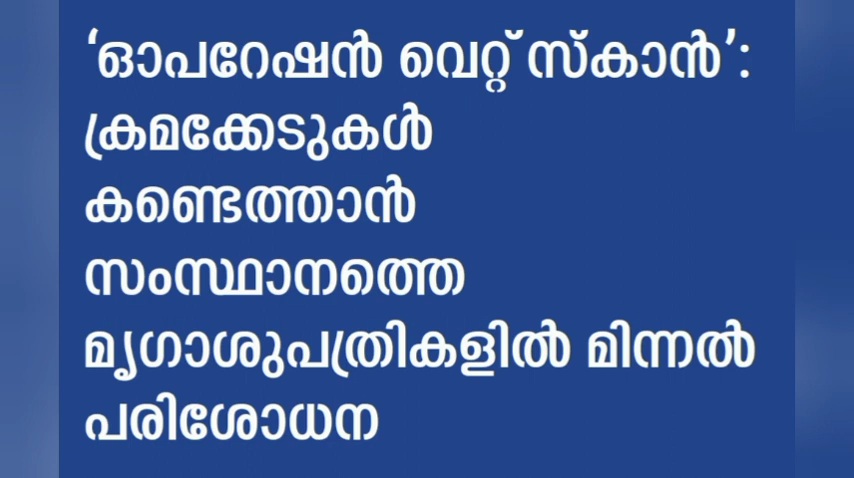 ‘ഓപറേഷൻ വെറ്റ് സ്കാൻ’:
ക്രമക്കേടുകൾ
കണ്ടെത്താൻ
സംസ്ഥാനത്തെ
മൃഗാശുപത്രികളിൽ മിന്നൽ
പരിശോധന